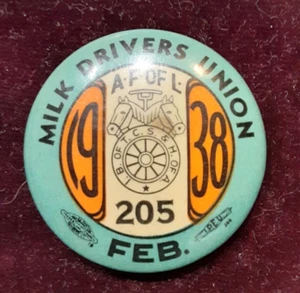 MILK DRIVERS UNION
A.F. OF L.
19 38
I.B. OF T.C.S.S.H. OF A.
205
FEB.